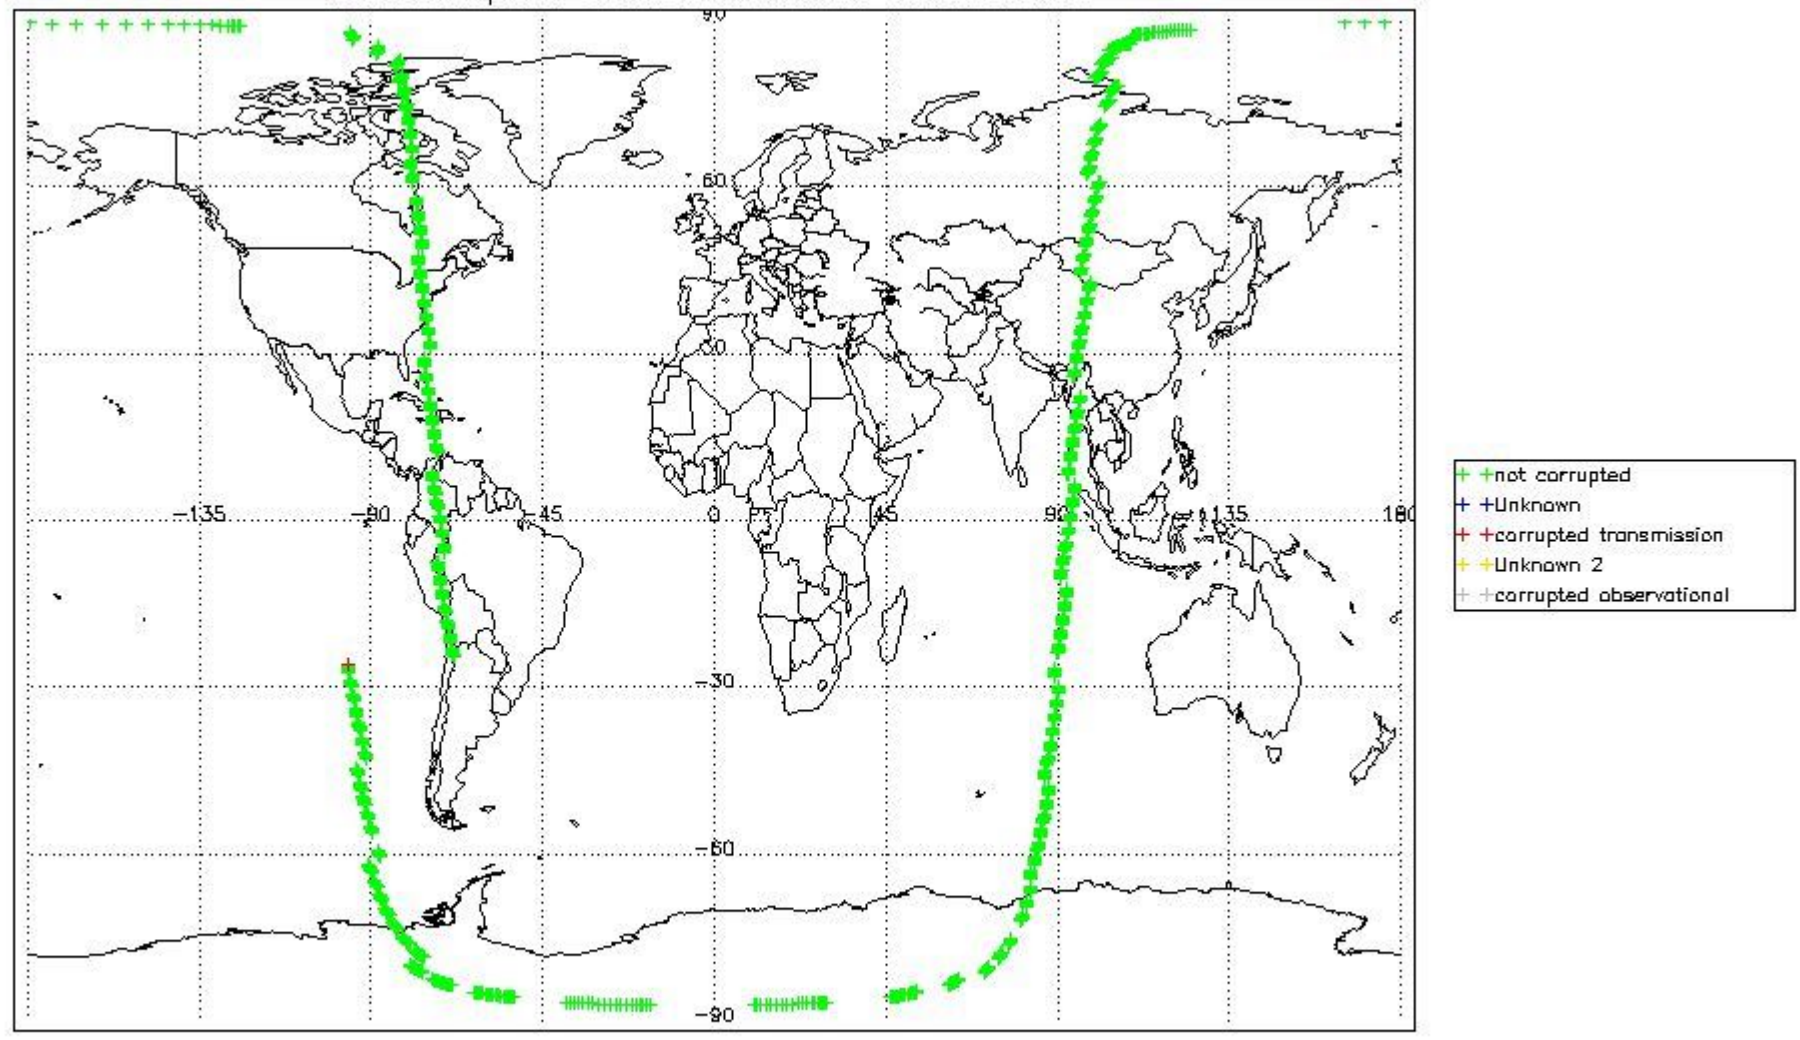 90
60
30
-135
-90
-45
0
45
90
135
180
-30
-60
-90
not corrupted
Unknown
corrupted transmission
Unknown 2
corrupted observational